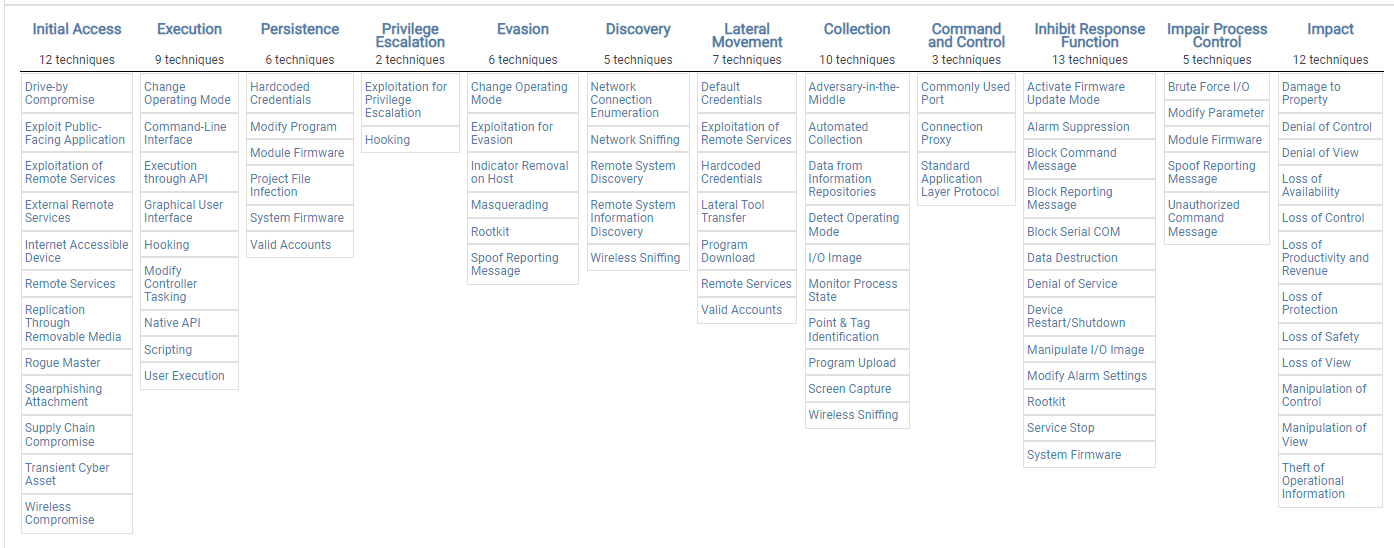 Initial Access
12 techniques
Drive-by
Compromise
Exploit Public-
Facing Application
Exploitation of
Remote Services
External Remote
Services
Internet Accessible
Device
Remote Services
Replication
Through
Removable Media
Rogue Master
Spearphishing
Attachment
Supply Chain
Compromise
Transient Cyber
Asset
Wireless
Compromise
Execution
9 techniques
Change
Operating Mode
Command-Line
Interface
Execution
through API
Graphical User
Interface
Hooking
Modify
Controller
Tasking
Native API
Scripting
User Execution
Persistence
6 techniques
Hardcoded
Credentials
Modify Program
Module Firmware
Project File
Infection
System Firmware
Valid Accounts
Privilege
Escalation
2 techniques
Exploitation for
Privilege
Escalation
Hooking
Evasion
6 techniques
Change Operating
Mode
Exploitation for
Evasion
Indicator Removal
on Host
Masquerading
Rootkit
Spoof Reporting
Message
Discovery
5 techniques
Network
Connection
Enumeration
Network Sniffing
Remote System
Discovery
Remote System
Information
Discovery
Wireless Sniffing
Lateral
Movement
7 techniques
Default
Credentials
Exploitation of
Remote Services
Hardcoded
Credentials
Lateral Tool
Transfer
Program
Download
Remote Services
Valid Accounts
Collection
10 techniques
Adversary-in-the-
Middle
Automated
Collection
Data from
Information
Repositories
Detect Operating
Mode
I/O Image
Monitor Process
State
Point & Tag
Identification
Program Upload
Screen Capture
Wireless Sniffing
Command
and Control
3 techniques
Commonly Used
Port
Connection
Proxy
Standard
Application
Layer Protocol
Inhibit Response
Function
13 techniques
Activate Firmware
Update Mode
Alarm Suppression
Block Command
Message
Block Reporting
Message
Block Serial COM
Data Destruction
Denial of Service
Device
Restart/Shutdown
Manipulate I/O Image
Modify Alarm Settings
Rootkit
Service Stop
System Firmware
Impair Process
Control
5 techniques
Brute Force I/O
Modify Parameter
Module Firmware
Spoof Reporting
Message
Unauthorized
Command
Message
Impact
12 techniques
Damage to
Property
Denial of Control
Denial of View
Loss of
Availability
Loss of Control
Loss of
Productivity and
Revenue
Loss of
Protection
Loss of Safety
Loss of View
Manipulation of
Control
Manipulation of
View
Theft of
Operational
Information